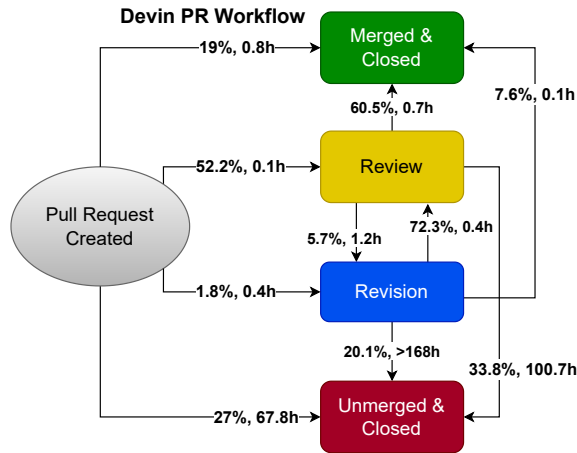 Devin PR Workflow
19%, 0.8h
Merged &
Closed
7.6%, 0.1h
60.5%, 0.7h
52.2%, 0.1h
Review
Pull Request
Created
5.7%, 1.2h
72.3%, 0.4h
1.8%, 0.4h
Revision
20.1%, >168h
33.8%, 100.7h
27%, 67.8h
Unmerged &
Closed